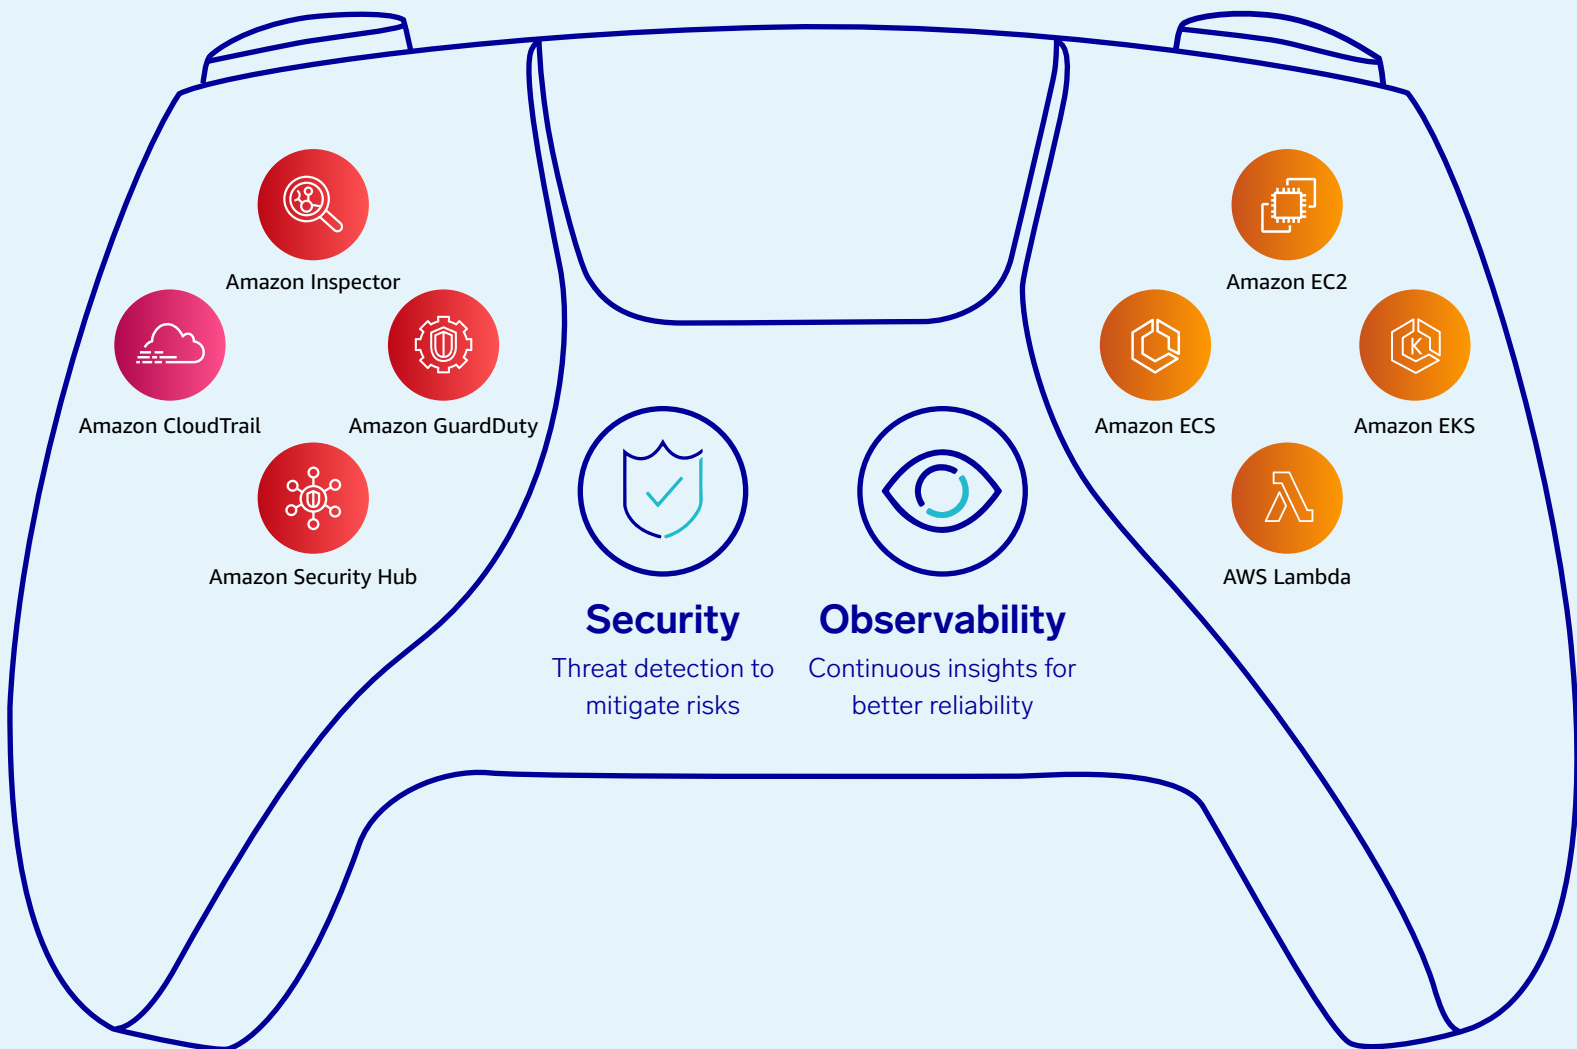 Amazon Inspector
Amazon CloudTrail
Amazon GuardDuty
Amazon Security Hub
Security
Threat detection to
mitigate risks
Observability
Continuous insights for
better reliability
Amazon EC2
Amazon ECS
K
Amazon EKS
AWS Lambda